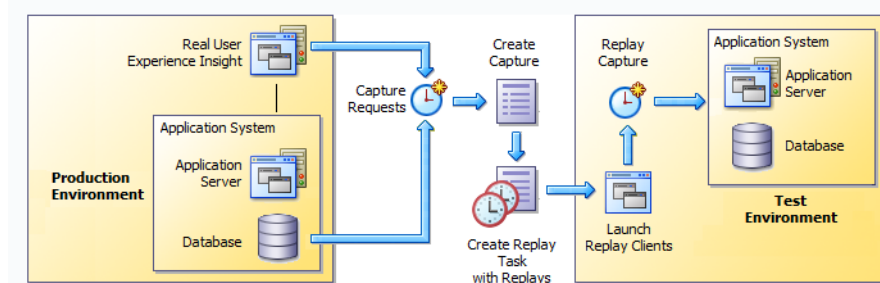 Real User
Experience Insight
Application System
Production
Environment
Application
Server
Database
Capture
Requests
Create
Capture
Create Replay
Task
with Replays
Replay
Capture
Launch
Replay Clients
Application System
Application
Server
Database
Test
Environment